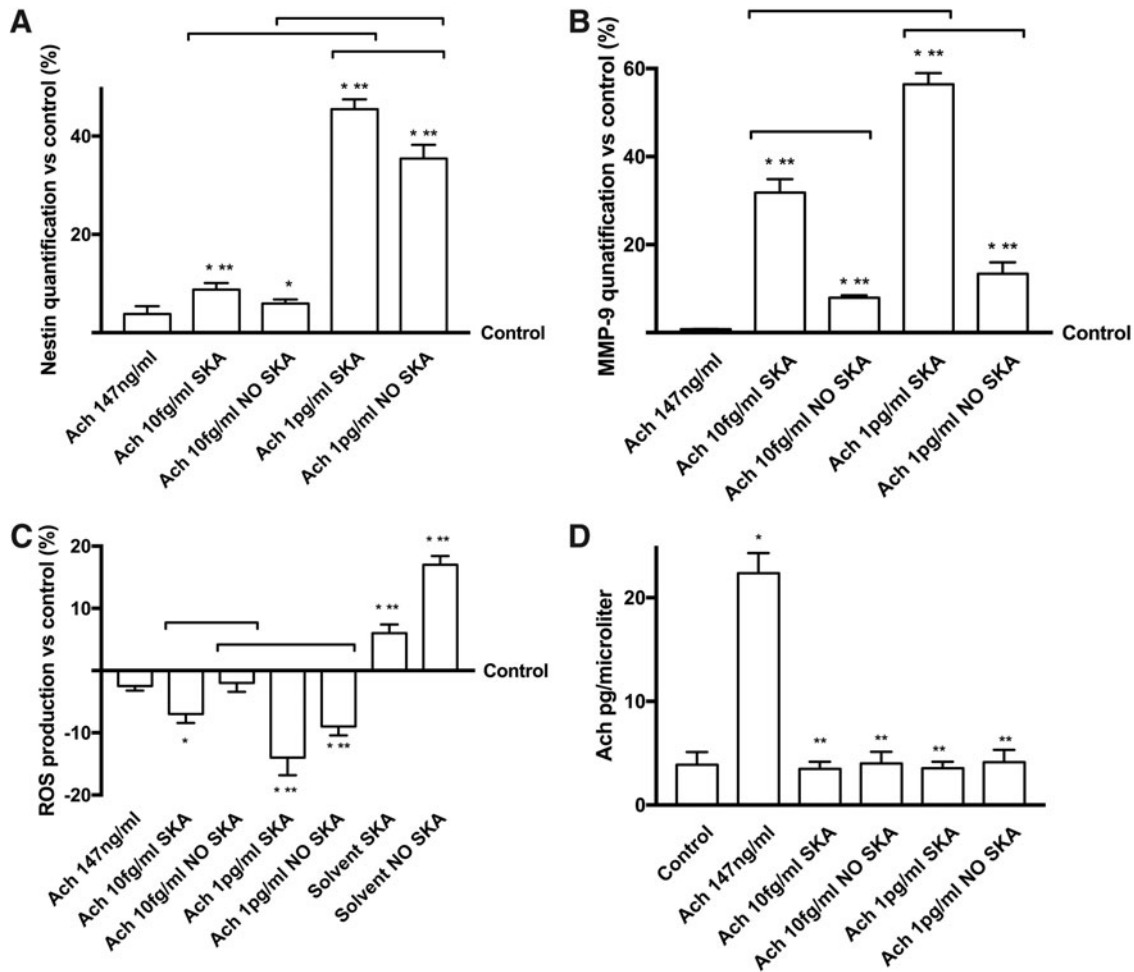 A
Nestin quantification vs control (%)
40
20
* **
*
* **
* **
Control
Ach 147ng/ml
Ach 10fg/ml SKA
Ach 10fg/ml NO SKA
Ach 1pg/ml SKA
Ach 1pg/ml NO SKA
B
MMP-9 qunatification vs control (%)
60
40
20
0
* **
* **
* **
* **
Control
Ach 147ng/ml
Ach 10fg/ml SKA
Ach 10fg/ml NO SKA
Ach 1pg/ml SKA
Ach 1pg/ml NO SKA
C
ROS production vs control (%)
20
10
-10
-20
*
* **
* **
* **
* **
Control
Ach 147ng/ml
Ach 10fg/ml SKA
Ach 10fg/ml NO SKA
Ach 1pg/ml SKA
Ach 1pg/ml NO SKA
Solvent SKA
Solvent NO SKA
D
Ach pg/microliter
20
10
0
*
**
**
**
**
Control
Ach 147ng/ml
Ach 10fg/ml SKA
Ach 10fg/ml NO SKA
Ach 1pg/ml SKA
Ach 1pg/ml NO SKA